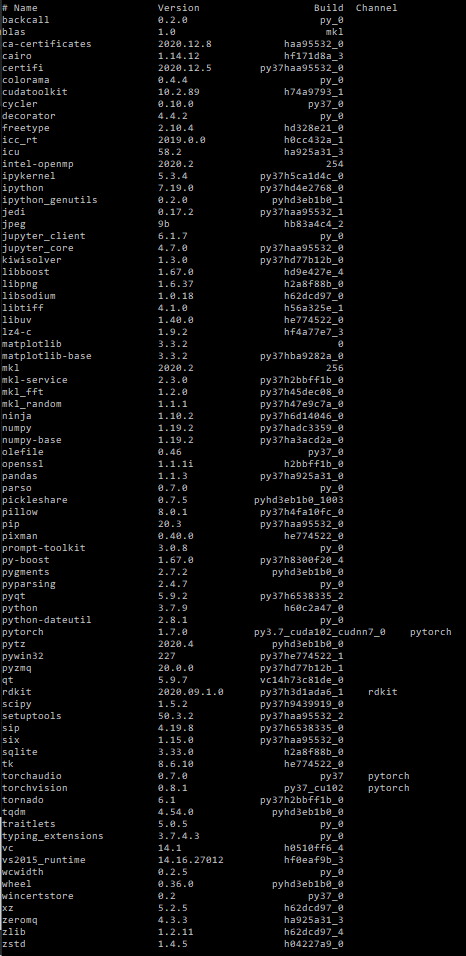 # Name Version Build Channel
backcall 0.2.0 py_0
blas 1.0 mkl
ca-certificates 2020.12.8 haa95532_0
cairo 1.14.12 hf171d8a_3
certifi 2020.12.5 py37haa95532_0
colorama 0.4.4 py_0
cudatoolkit 10.2.89 h74a9793_1
cycler 0.10.0 py37_0
decorator 4.4.2 py_0
freetype 2.10.4 hd328e21_0
icc_rt 2019.0.0 h0cc432a_1
icu 58.2 ha925a31_3
intel-openmp 2020.2 254
ipykernel 5.3.4 py37h5ca1d4c_0
ipython 7.19.0 py37hd4e2768_0
ipython_genutils 0.2.0 pyhd3eb1b0_1
jedi 0.17.2 py37haa95532_1
jpeg 9b hb83a4c4_2
jupyter_client 6.1.7 py_0
jupyter_core 4.7.0 py37haa95532_0
kiwisolver 1.3.0 py37hd77b12b_0
libboost 1.67.0 hd9e427e_4
libpng 1.6.37 h2a8f88b_0
libsodium 1.0.18 h62dcd97_0
libtiff 4.1.0 h56a325e_1
libuv 1.40.0 he774522_0
lz4-c 1.9.2 hf4a77e7_3
matplotlib 3.3.2 0
matplotlib-base 3.3.2 py37hba9282a_0
mkl 2020.2 256
mkl-service 2.3.0 py37h2bbff1b_0
mkl_fft 1.2.0 py37h45dec08_0
mkl_random 1.1.1 py37h47e9c7a_0
ninja 1.10.2 py37h6d14046_0
numpy 1.19.2 py37hadc3359_0
numpy-base 1.19.2 py37ha3acd2a_0
olefile 0.46 py37_0
openssl 1.1.1i h2bbff1b_0
pandas 1.1.3 py37ha925a31_0
parso 0.7.0 py_0
pickleshare 0.7.5 pyhd3eb1b0_1003
pillow 8.0.1 py37h4fa10fc_0
pip 20.3 py37haa95532_0
pixman 0.40.0 he774522_0
prompt-toolkit 3.0.8 py_0
py-boost 1.67.0 py37h8300f20_4
pygments 2.7.2 pyhd3eb1b0_0
pyparsing 2.4.7 py_0
pyqt 5.9.2 py37h6538335_2
python 3.7.9 h60c2a47_0
python-dateutil 2.8.1 py_0
pytorch 1.7.0 py3.7_cuda102_cudnn7_0 pytorch
pytz 2020.4 pyhd3eb1b0_0
pywin32 227 py37he774522_1
pyzmq 20.0.0 py37hd77b12b_1
qt 5.9.7 vc14h73c81de_0
rdkit 2020.09.1.0 py37h3d1ada6_1 rdkit
scipy 1.5.2 py37h9439919_0
setuptools 50.3.2 py37haa95532_2
sip 4.19.8 py37h6538335_0
six 1.15.0 py37haa95532_0
sqlite 3.33.0 h2a8f88b_0
tk 8.6.10 he774522_0
torchaudio 0.7.0 py37 pytorch
torchvision 0.8.1 py37_cu102 pytorch
tornado 6.1 py37h2bbff1b_0
tqdm 4.54.0 pyhd3eb1b0_0
traitlets 5.0.5 py_0
typing_extensions 3.7.4.3 py_0
vc 14.1 h0510ff6_4
vs2015_runtime 14.16.27012 hf0eaf9b_3
wcwidth 0.2.5 py_0
wheel 0.36.0 pyhd3eb1b0_0
wincertstore 0.2 py37_0
xz 5.2.5 h62dcd97_0
zeromq 4.3.3 ha925a31_3
zlib 1.2.11 h62dcd97_4
zstd 1.4.5 h04227a9_0